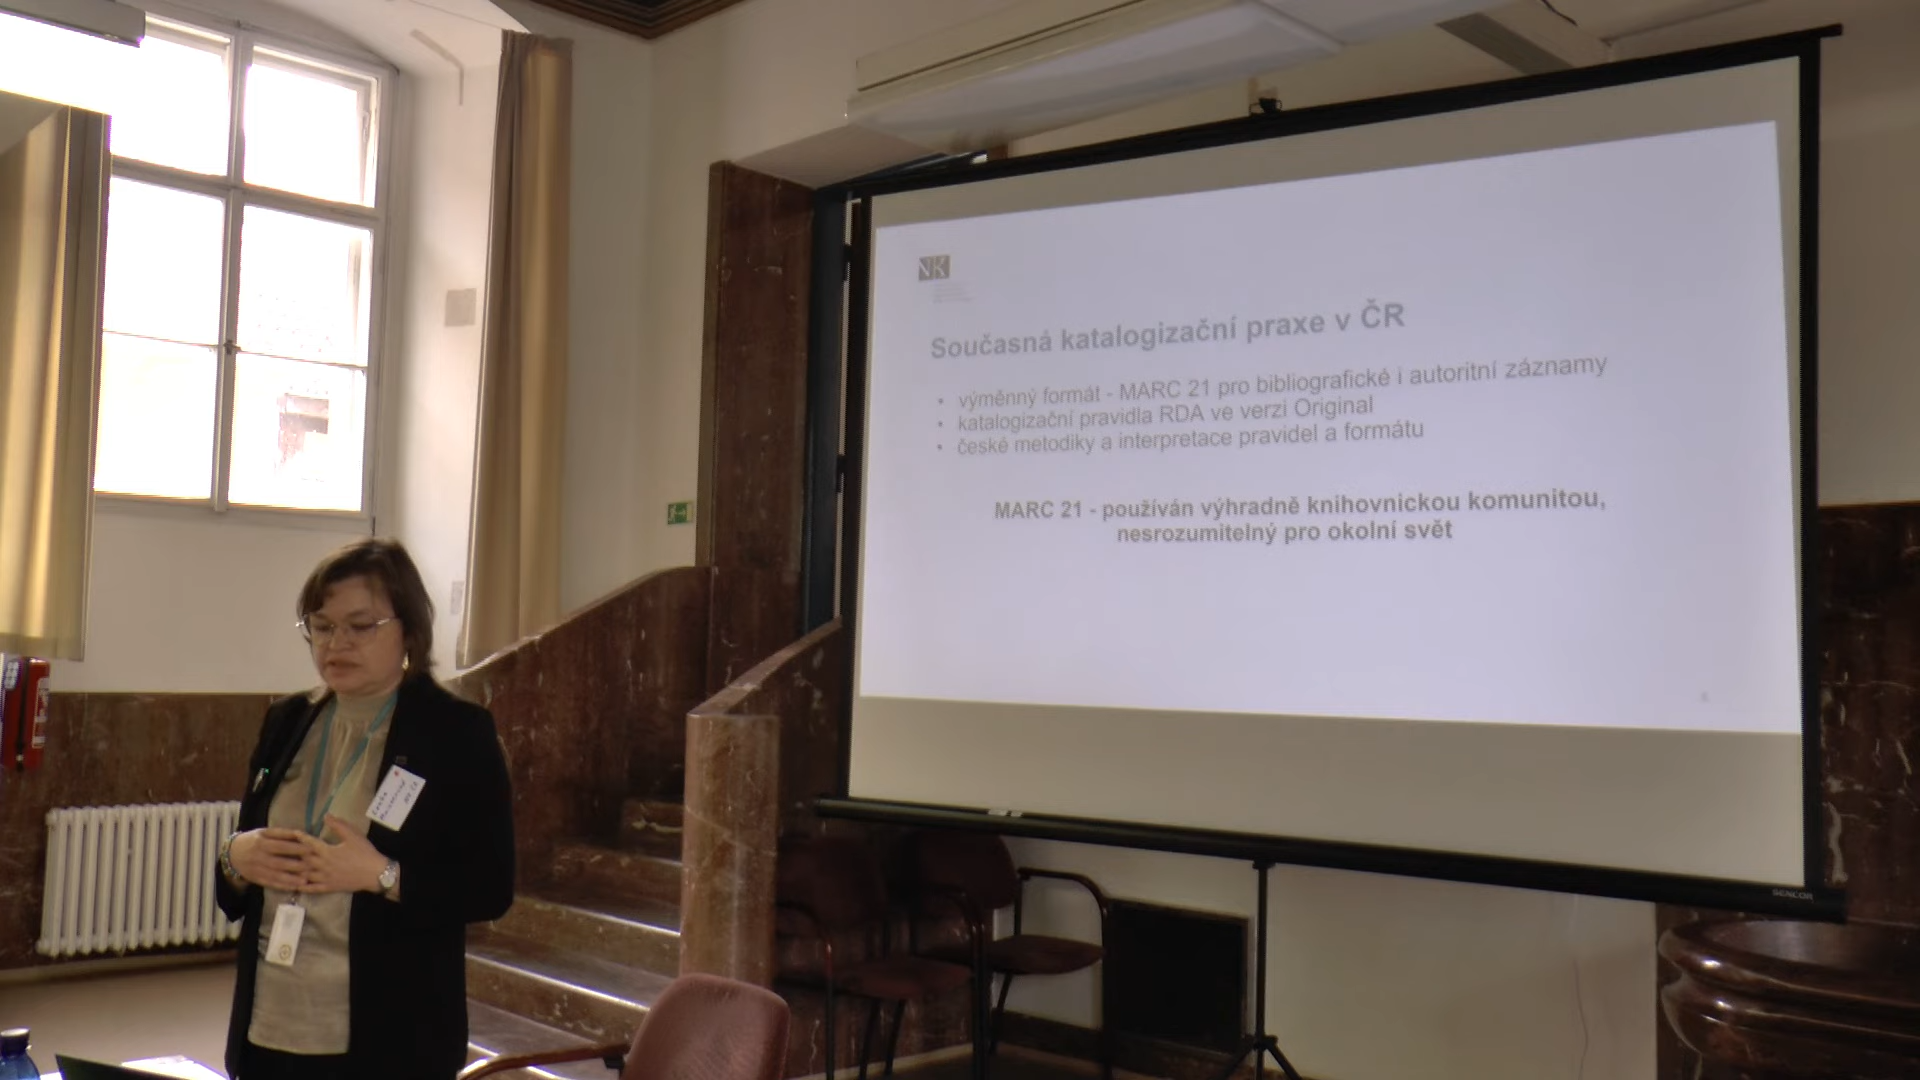 NK
Současná katalogizační praxe v ČR
• výměnný formát - MARC 21 pro bibliografické i autoritní záznamy
• katalogizační pravidla RDA ve verzi Original
• české metodiky a interpretace pravidel a formátu
MARC 21 - používán výhradně knihovnickou komunitou,
nesrozumitelný pro okolní svět
SENCOR